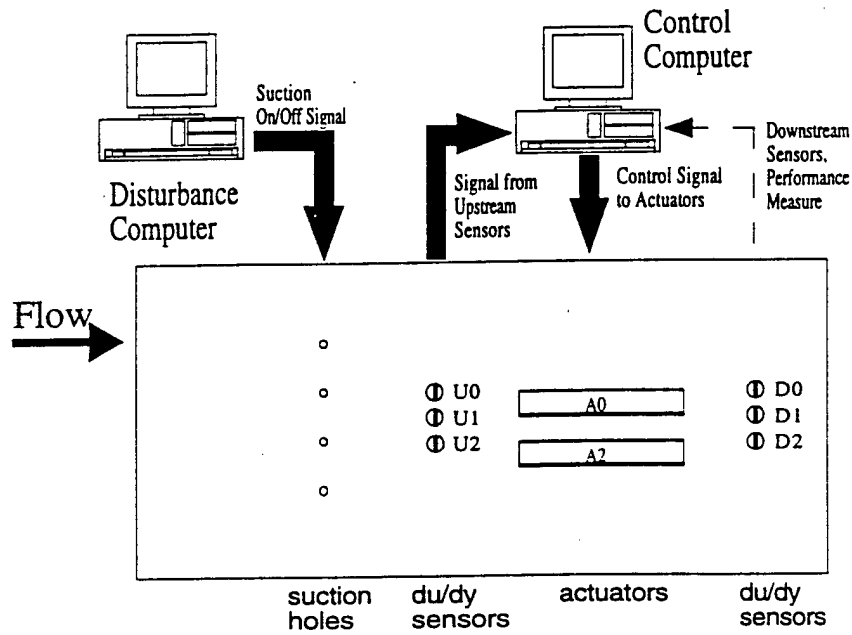 Control
Computer
Suction
On/Off Signal
Disturbance
Computer
Signal from
Upstream
Sensors
Control Signal
to Actuators
Downstream
Sensors,
Performance
Measure
Flow
U0
U1
U2
A0
A2
D0
D1
D2
suction
holes
du/dy
sensors
actuators
du/dy
sensors